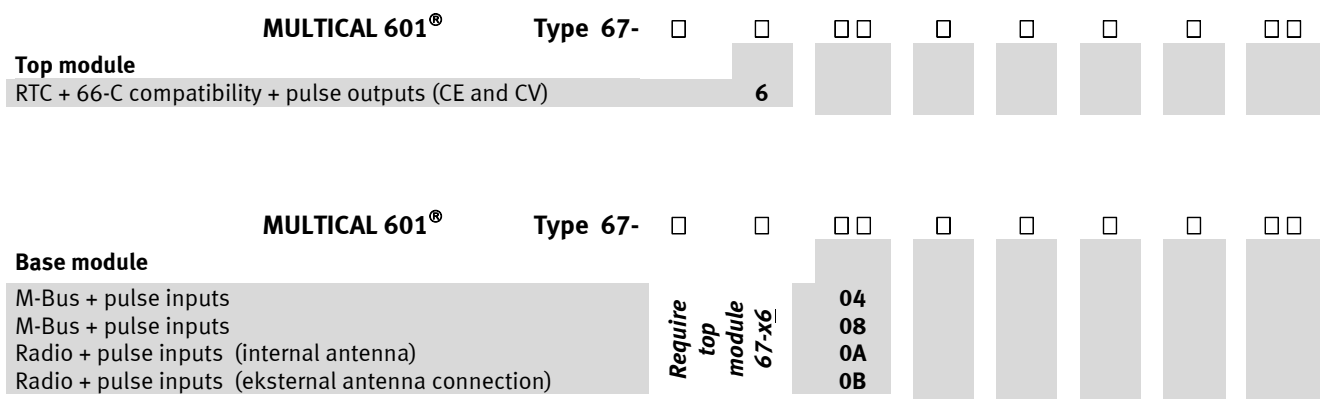 MULTICAL 601® Type 67- □ □ □□ □ □ □ □ □□
Top module
RTC + 66-C compatibility + pulse outputs (CE and CV) 6
MULTICAL 601® Type 67- □ □ □□ □ □ □ □ □□
Base module
M-Bus + pulse inputs 04
M-Bus + pulse inputs 08
Radio + pulse inputs (internal antenna) 0A
Radio + pulse inputs (eksternal antenna connection) 0B
Require
top
module
67-x6